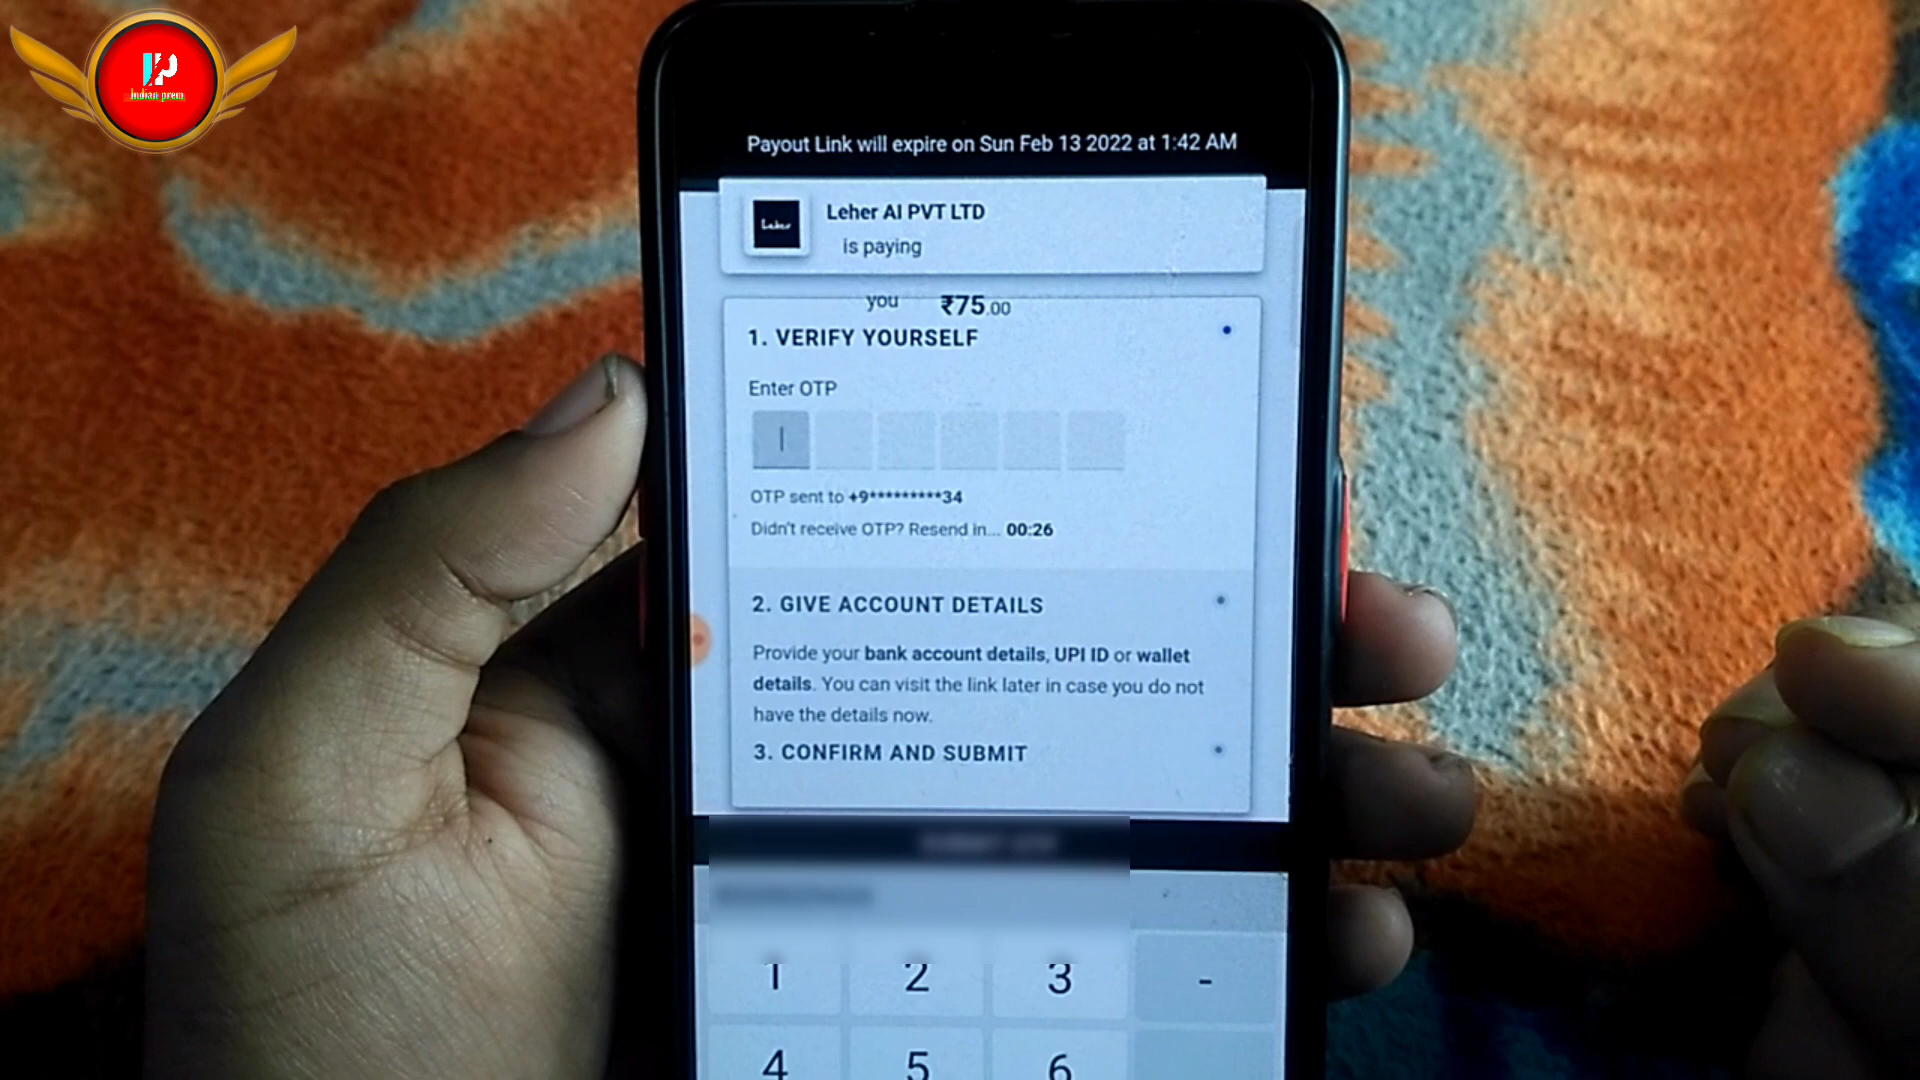 IP
Indian prem
Payout Link will expire on Sun Feb 13 2022 at 1:42 AM
Leher
Leher AI PVT LTD
is paying
you ₹75.00
1. VERIFY YOURSELF
Enter OTP
OTP sent to +9*********34
Didn't receive OTP? Resend in... 00:26
2. GIVE ACCOUNT DETAILS
Provide your bank account details, UPI ID or wallet
details. You can visit the link later in case you do not
have the details now.
3. CONFIRM AND SUBMIT
1 2 3 -
4 5 6